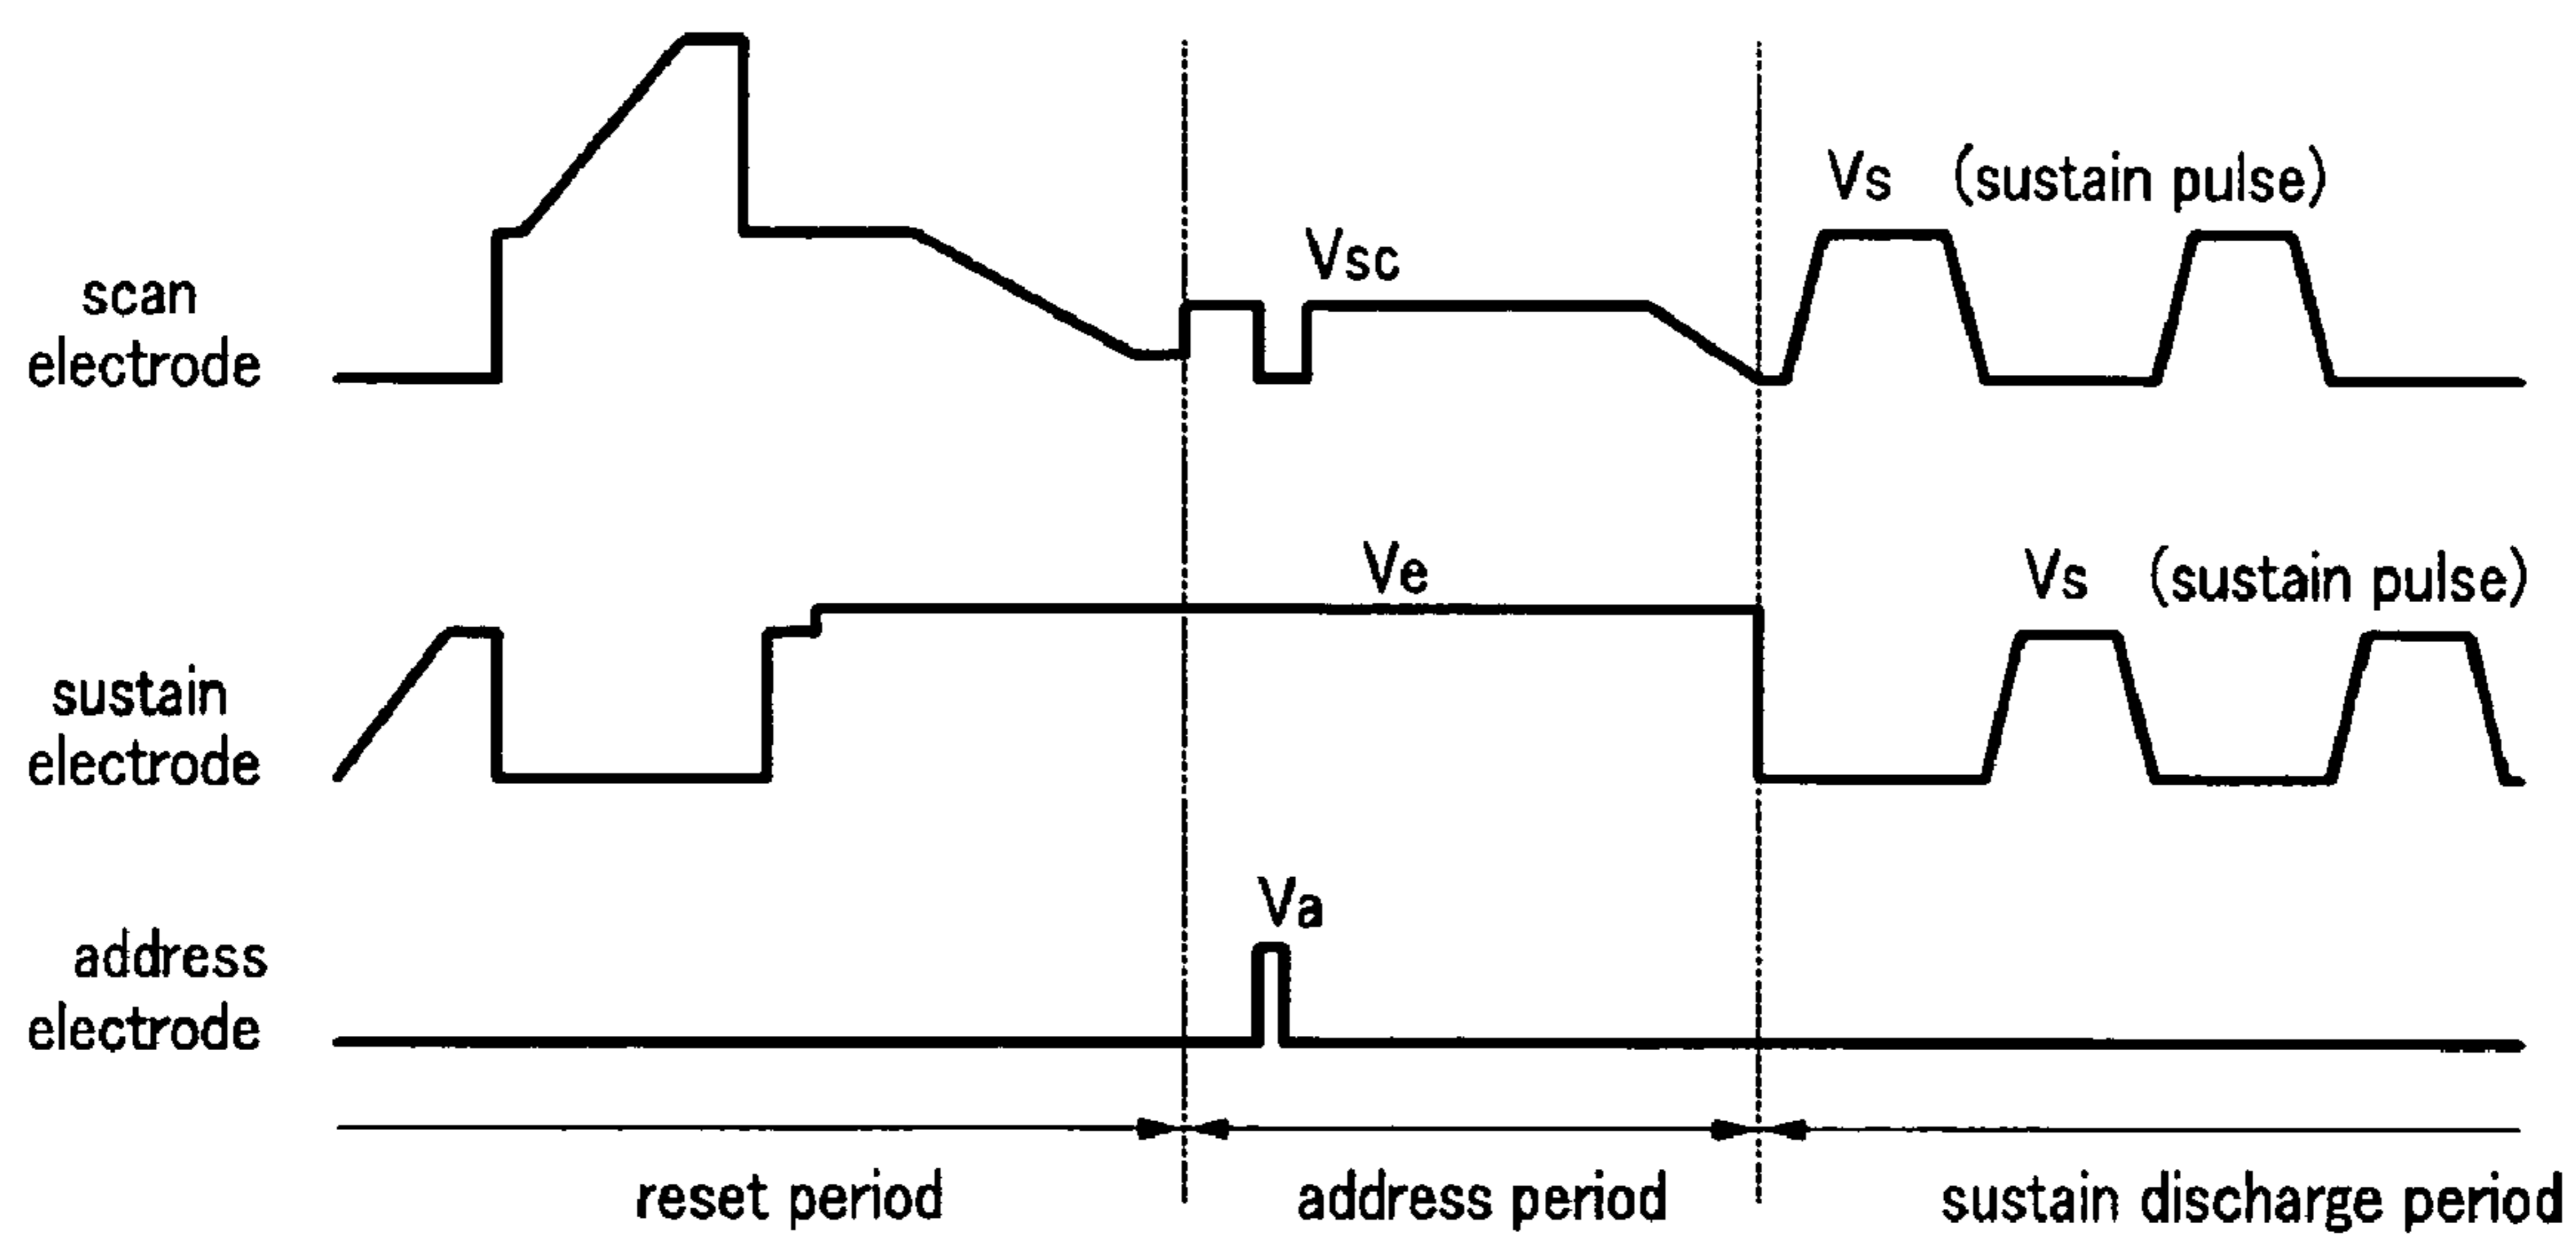 Vs (sustain pulse)
Vsc
scan
electrode
Ve
Vs (sustain pulse)
sustain
electrode
Va
address
electrode
reset period
address period
sustain discharge period